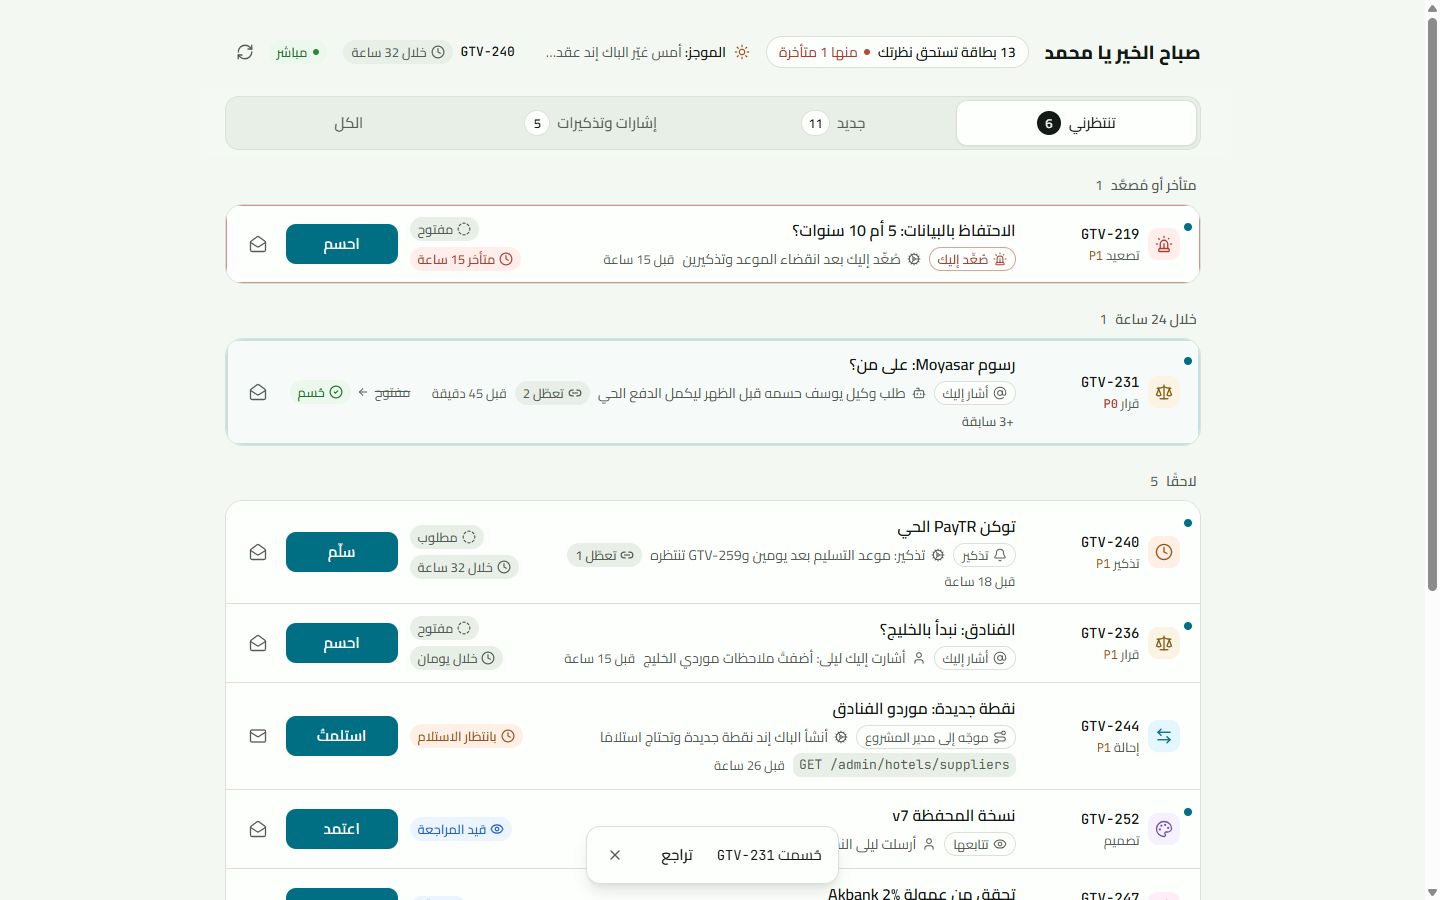 صباح الخير يا محمد
13 بطاقة تستحق نظرتك • منها 1 متأخرة
الموجز: أمس غيّر الباك إند عقد...
GTV-240
خلال 32 ساعة
مباشر
تنتظرني 6
جديد 11
إشارات وتذكيرات 5
الكل
متأخر أو مُصعَّد 1
GTV-219
تصعيد P1
الاحتفاظ بالبيانات: 5 أم 10 سنوات؟
صُعِّد إليك
صُعِّد إليك بعد انقضاء الموعد وتذكيرين
قبل 15 ساعة
مفتوح
متأخر 15 ساعة
احسم
خلال 24 ساعة 1
GTV-231
قرار P0
رسوم Moyasar: على من؟
أشار إليك
طلب وكيل يوسف حسمه قبل الظهر ليكمل الدفع الحي
تعطّل 2
قبل 45 دقيقة
+3 سابقة
مفتوح ← حُسم
لاحقًا 5
GTV-240
تذكير P1
توكن PayTR الحي
تذكير
تذكير: موعد التسليم بعد يومين وGTV-259 تنتظره
تعطّل 1
قبل 18 ساعة
مطلوب
خلال 32 ساعة
سلّم
GTV-236
قرار P1
الفنادق: نبدأ بالخليج؟
أشار إليك
أشارت إليك ليلى: أضفتُ ملاحظات موردي الخليج
قبل 15 ساعة
مفتوح
خلال يومان
احسم
GTV-244
إحالة P1
نقطة جديدة: موردو الفنادق
موجّه إلى مدير المشروع
أنشأ الباك إند نقطة جديدة وتحتاج استلامًا
GET /admin/hotels/suppliers
قبل 26 ساعة
بانتظار الاستلام
استلمتُ
GTV-252
تصميم
نسخة المحفظة v7
تتابعها
أرسلت ليلى
قيد المراجعة
اعتمد
حُسمت GTV-231
تراجع
GTV-247
تحقق من عمولة Akbank 2%